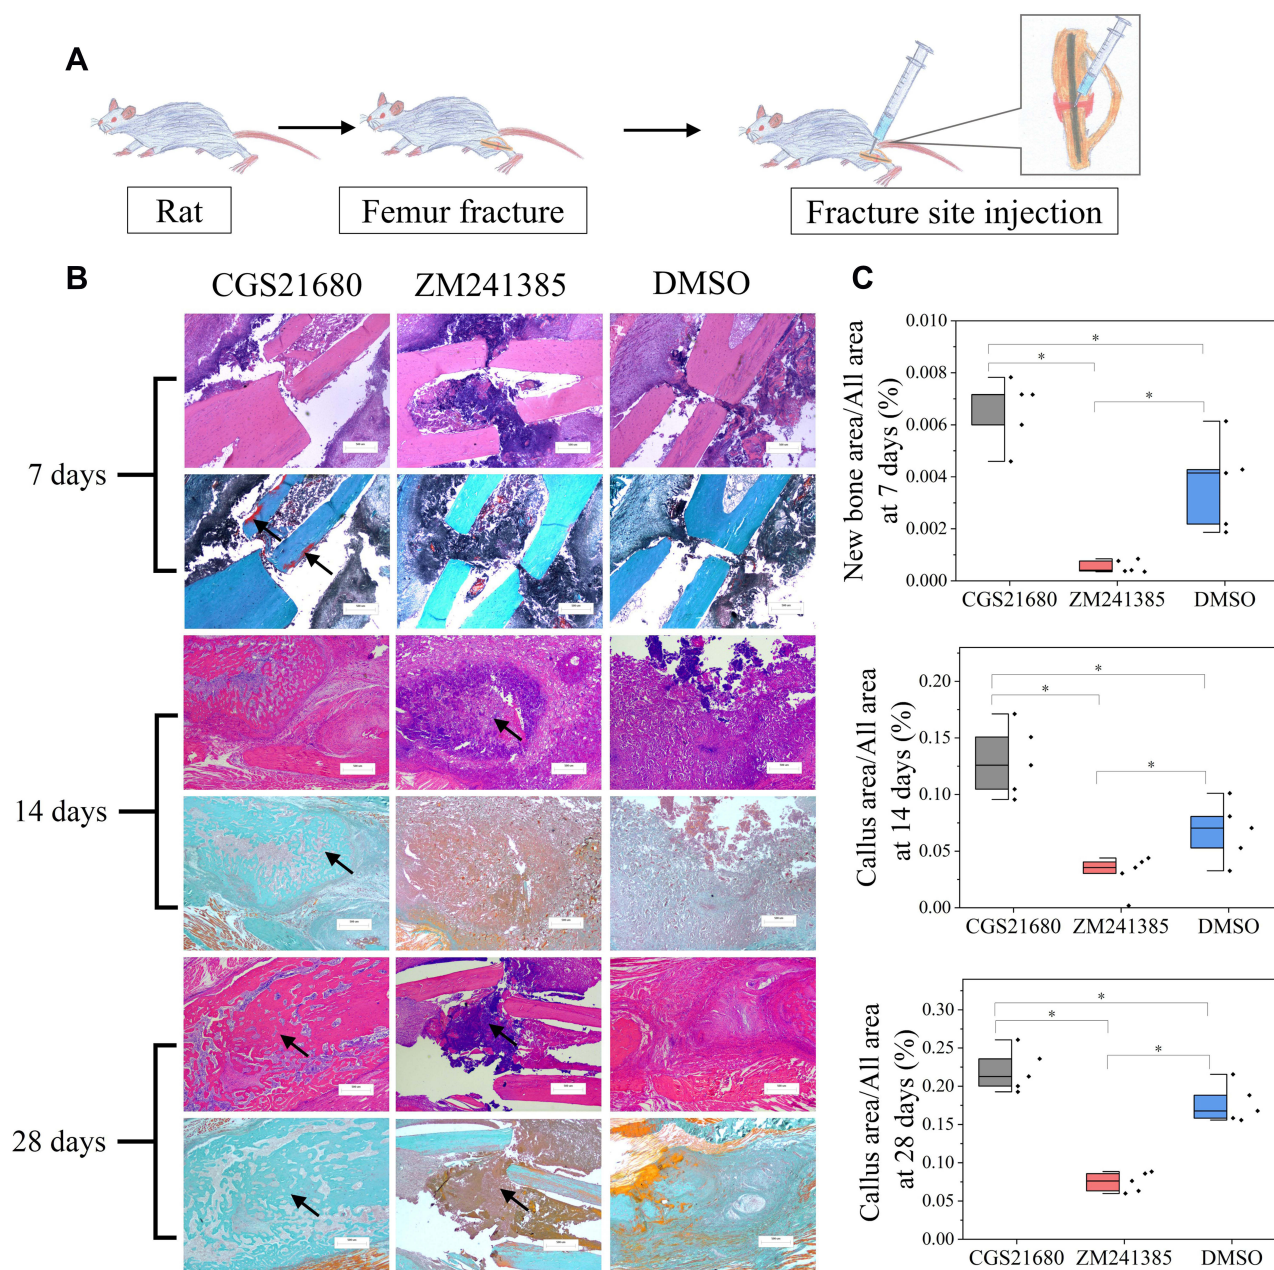 A
Rat
Femur fracture
Fracture site injection
B
CGS21680
ZM241385
DMSO
7 days
14 days
28 days
C
New bone area/All area
at 7 days (%)
0.010
0.008
0.006
0.004
0.002
0.000
*
*
*
CGS21680
ZM241385
DMSO
Callus area/All area
at 14 days (%)
0.20
0.15
0.10
0.05
0.00
*
*
*
CGS21680
ZM241385
DMSO
Callus area/All area
at 28 days (%)
0.30
0.25
0.20
0.15
0.10
0.05
0.00
*
*
*
CGS21680
ZM241385
DMSO